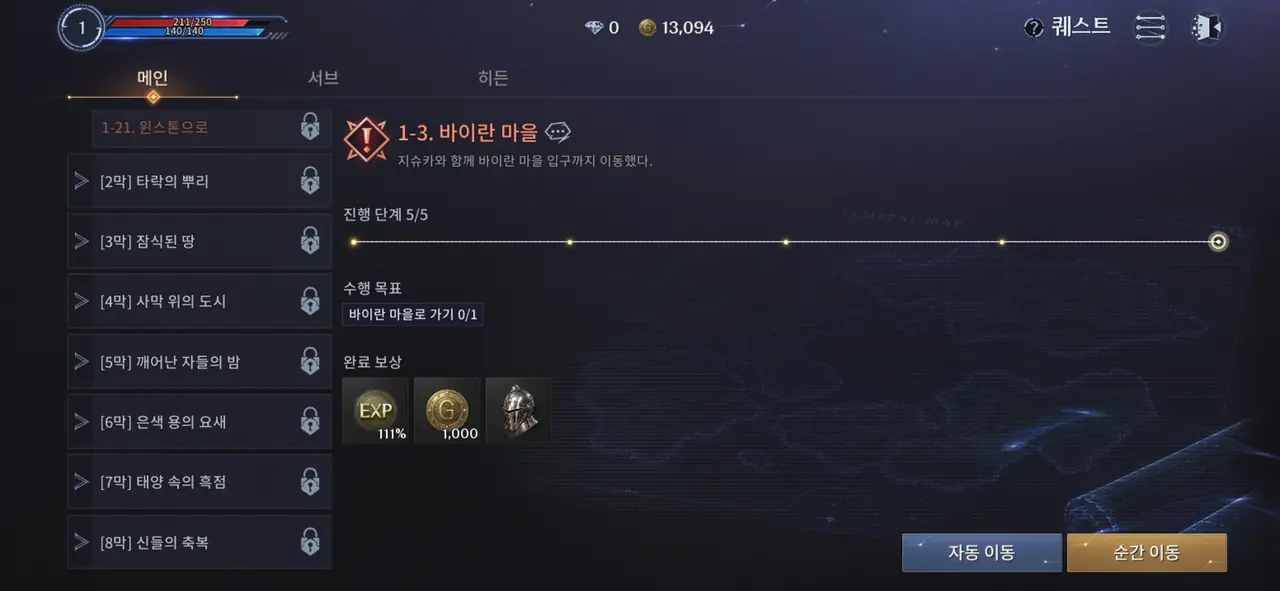 1
211/250
140/140
0
13,094
? 퀘스트
메인
서브
히든
1-21. 윈스톤으로
[2막] 타락의 뿌리
[3막] 잠식된 땅
[4막] 사막 위의 도시
[5막] 깨어난 자들의 밤
[6막] 은색 용의 요새
[7막] 태양 속의 흑점
[8막] 신들의 축복
1-3. 바이란 마을
지슈카와 함께 바이란 마을 입구까지 이동했다.
진행 단계 5/5
수행 목표
바이란 마을로 가기 0/1
완료 보상
EXP
111%
G
1,000
자동 이동
순간 이동